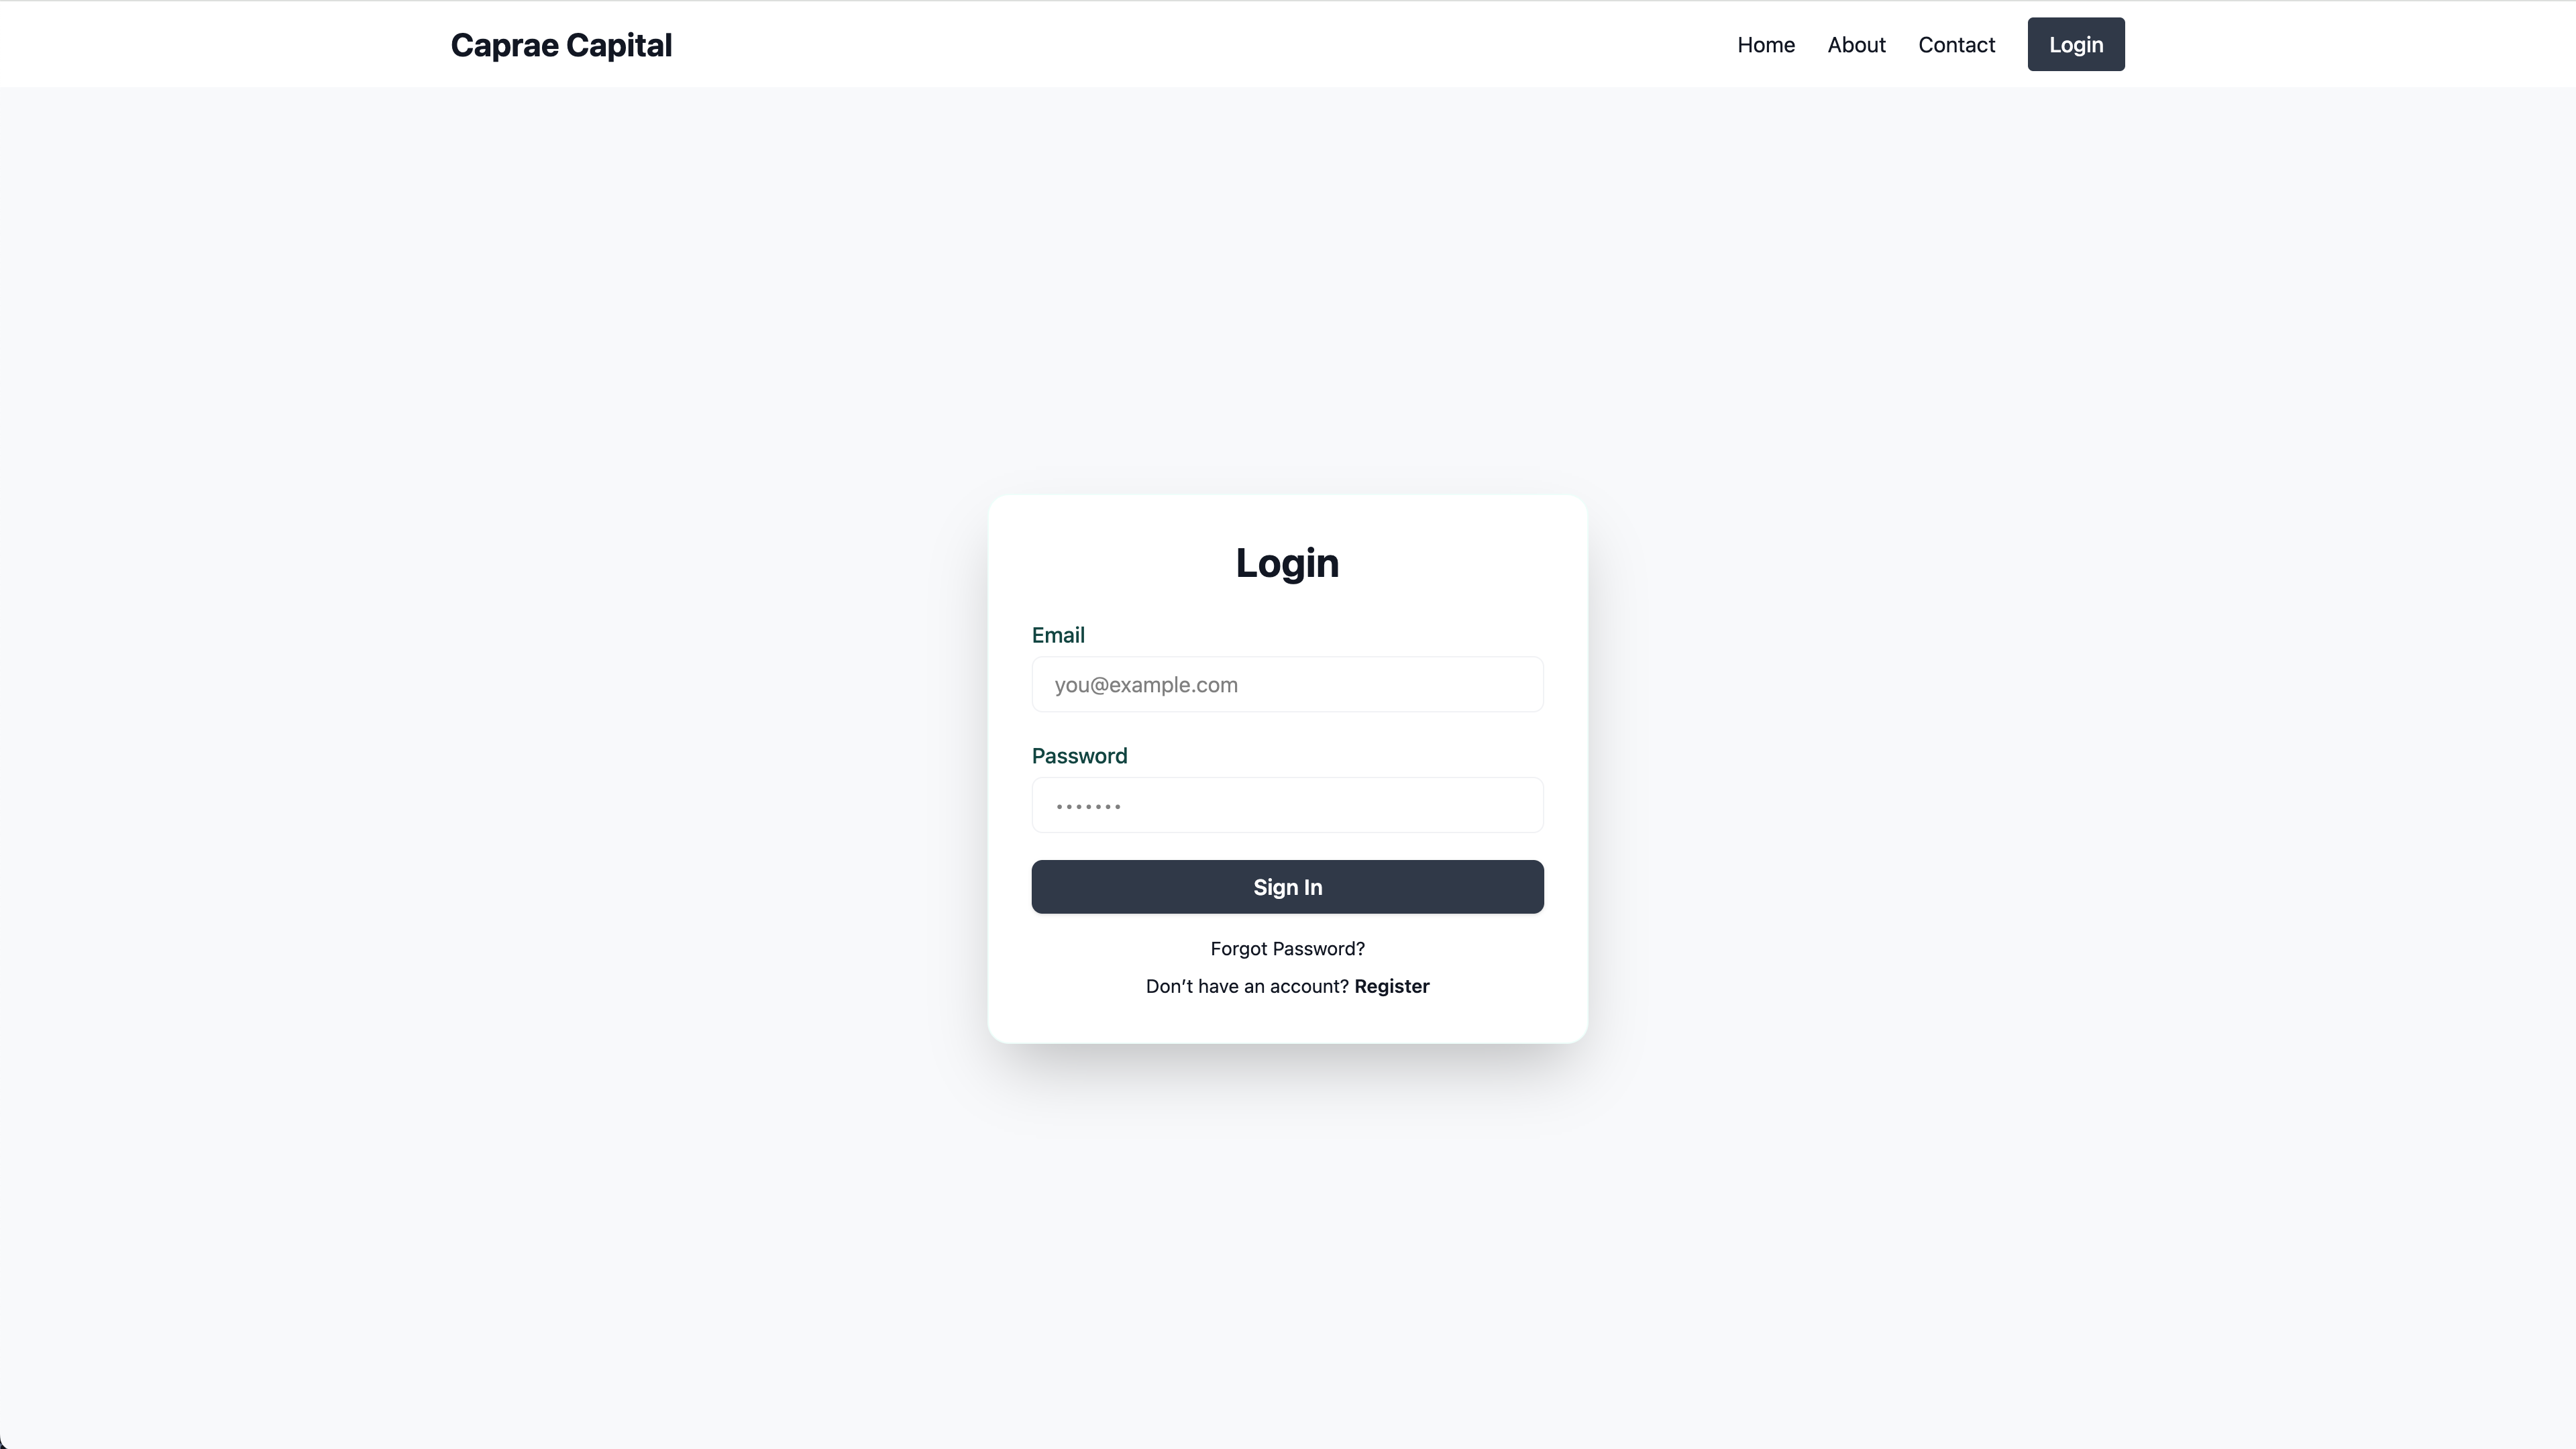 Caprae Capital
Home About Contact Login
Login
Email
you@example.com
Password
•••••••
Sign In
Forgot Password?
Don’t have an account? Register